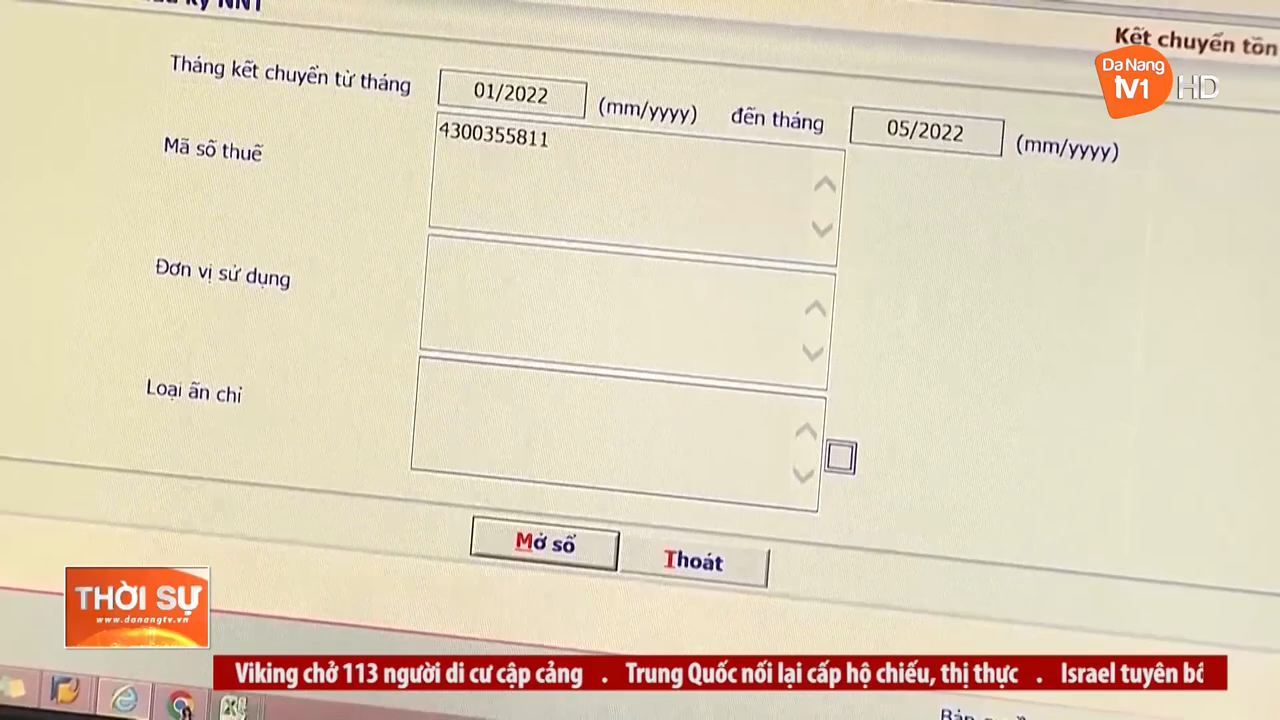 kỳ NNT
Kết chuyển tồn
Da Nang
TV1 HD
Tháng kết chuyển từ tháng 01/2022 (mm/yyyy) đến tháng 05/2022 (mm/yyyy)
Mã số thuế 4300355811
Đơn vị sử dụng
Loại ấn chỉ
Mở sổ Thoát
THỜI SỰ
www.danangtv.vn
Viking chở 113 người di cư cập cảng . Trung Quốc nối lại cấp hộ chiếu, thị thực . Israel tuyên bố